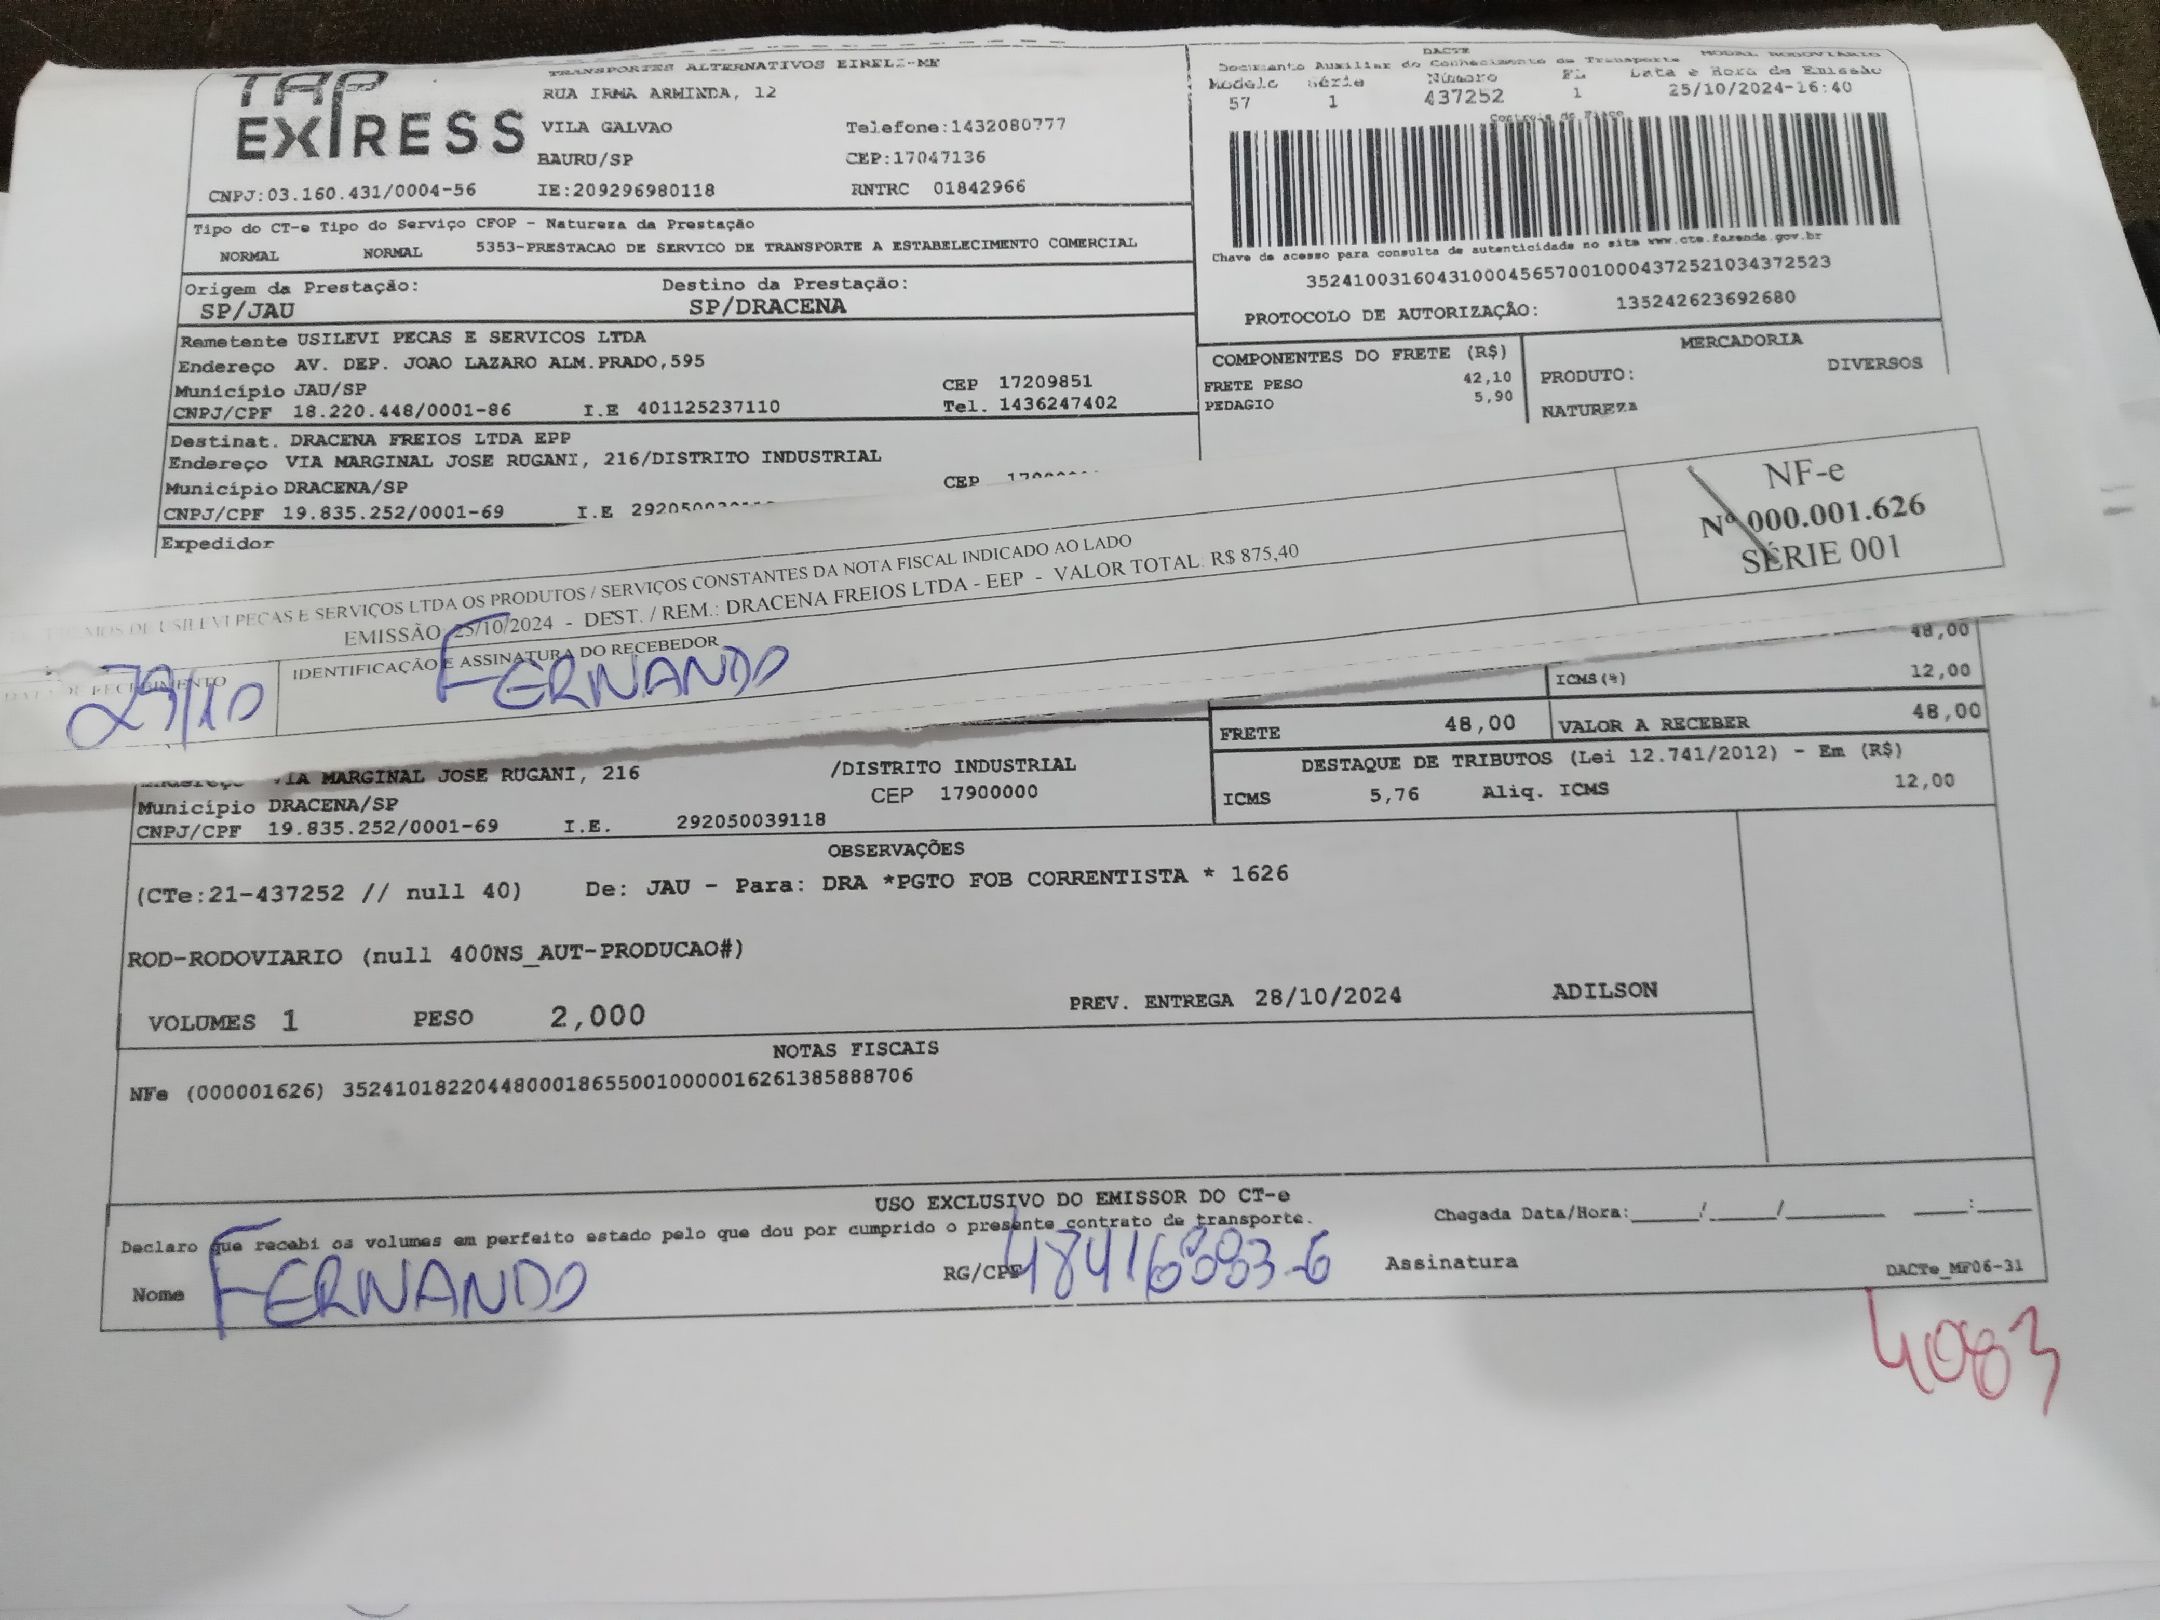 TAP EXPRESS
TRANSPORTES ALTERNATIVOS EIRELI-ME
RUA IRMA ARMINDA, 12
VILA GALVAO Telefone:1432080777
BAURU/SP CEP:17047136
CNPJ:03.160.431/0004-56 IE:209296980118 RNTRC 01842966
DACTE MODAL RODOVIÁRIO
Documento Auxiliar do Conhecimento de Transporte
Modelo Série Número FL Data e Hora de Emissão
57 1 437252 1 25/10/2024-16:40
Controle do Fisco
Chave de acesso para consulta de autenticidade no site www.cte.fazenda.gov.br
35241003160431000456570010004372521034372523
PROTOCOLO DE AUTORIZAÇÃO: 135242623692680
Tipo do CT-e Tipo do Serviço CFOP - Natureza da Prestação
NORMAL NORMAL 5353-PRESTACAO DE SERVICO DE TRANSPORTE A ESTABELECIMENTO COMERCIAL
Origem da Prestação: Destino da Prestação:
SP/JAU SP/DRACENA
Remetente USILEVI PECAS E SERVICOS LTDA
Endereço AV. DEP. JOAO LAZARO ALM.PRADO,595
Município JAU/SP CEP 17209851
CNPJ/CPF 18.220.448/0001-86 I.E 401125237110 Tel. 1436247402
COMPONENTES DO FRETE (R$)
FRETE PESO 42,10
PEDAGIO 5,90
MERCADORIA
PRODUTO: DIVERSOS
NATUREZA
Destinat. DRACENA FREIOS LTDA EPP
Endereço VIA MARGINAL JOSE RUGANI, 216/DISTRITO INDUSTRIAL
Município DRACENA/SP CEP
CNPJ/CPF 19.835.252/0001-69 I.E
Expedidor
DE USILEVI PECAS E SERVIÇOS LTDA OS PRODUTOS / SERVIÇOS CONSTANTES DA NOTA FISCAL INDICADO AO LADO
EMISSÃO: 25/10/2024 - DEST. / REM.: DRACENA FREIOS LTDA - EEP - VALOR TOTAL: R$ 875,40
NF-e
Nº 000.001.626
SÉRIE 001
DATA DE RECEBIMENTO IDENTIFICAÇÃO E ASSINATURA DO RECEBEDOR
29/10 FERNANDO
48,00
ICMS(%) 12,00
FRETE 48,00 VALOR A RECEBER 48,00
DESTAQUE DE TRIBUTOS (Lei 12.741/2012) - Em (R$)
ICMS 5,76 Aliq. ICMS 12,00
VIA MARGINAL JOSE RUGANI, 216 /DISTRITO INDUSTRIAL
Município DRACENA/SP CEP 17900000
CNPJ/CPF 19.835.252/0001-69 I.E. 292050039118
OBSERVAÇÕES
(CTe:21-437252 // null 40) De: JAU - Para: DRA *PGTO FOB CORRENTISTA * 1626
ROD-RODOVIARIO (null 400NS_AUT-PRODUCAO#)
VOLUMES 1 PESO 2,000 PREV. ENTREGA 28/10/2024 ADILSON
NOTAS FISCAIS
NFe (000001626) 35241018220448000186550010000016261385888706
USO EXCLUSIVO DO EMISSOR DO CT-e
Declaro que recebi os volumes em perfeito estado pelo que dou por cumprido o presente contrato de transporte. Chegada Data/Hora:_____/_____/_______ ____:____
Nome FERNANDO RG/CPF Assinatura
DACTe_MF06-31
4083